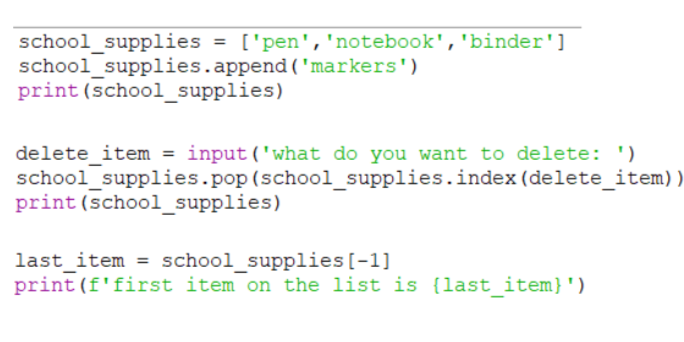 school_supplies = ['pen','notebook','binder']
school_supplies.append('markers')
print(school_supplies)
delete_item = input('what do you want to delete: ')
school_supplies.pop(school_supplies.index(delete_item))
print(school_supplies)
last_item = school_supplies[-1]
print(f'first item on the list is {last_item}')